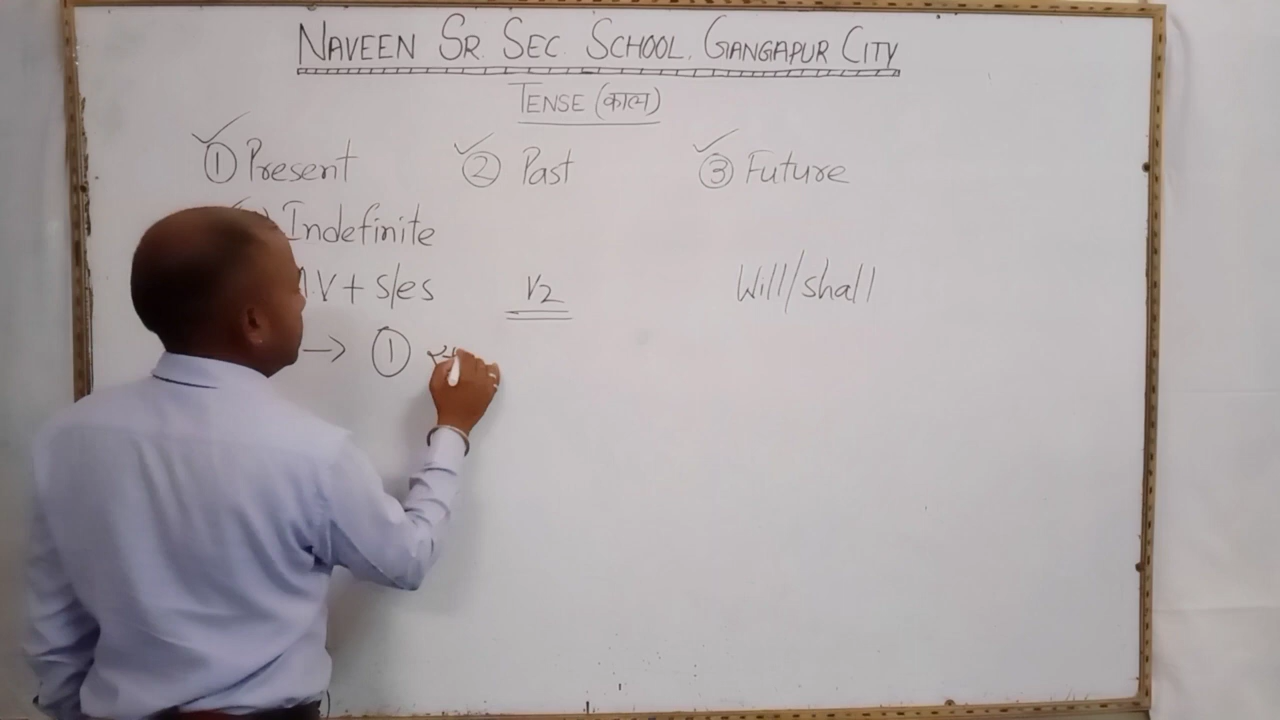 NAVEEN SR. SEC. SCHOOL, GANGAPUR CITY
TENSE (काल)
① Present ② Past ③ Future
Indefinite
V + s/es V2 Will/shall
→ ①